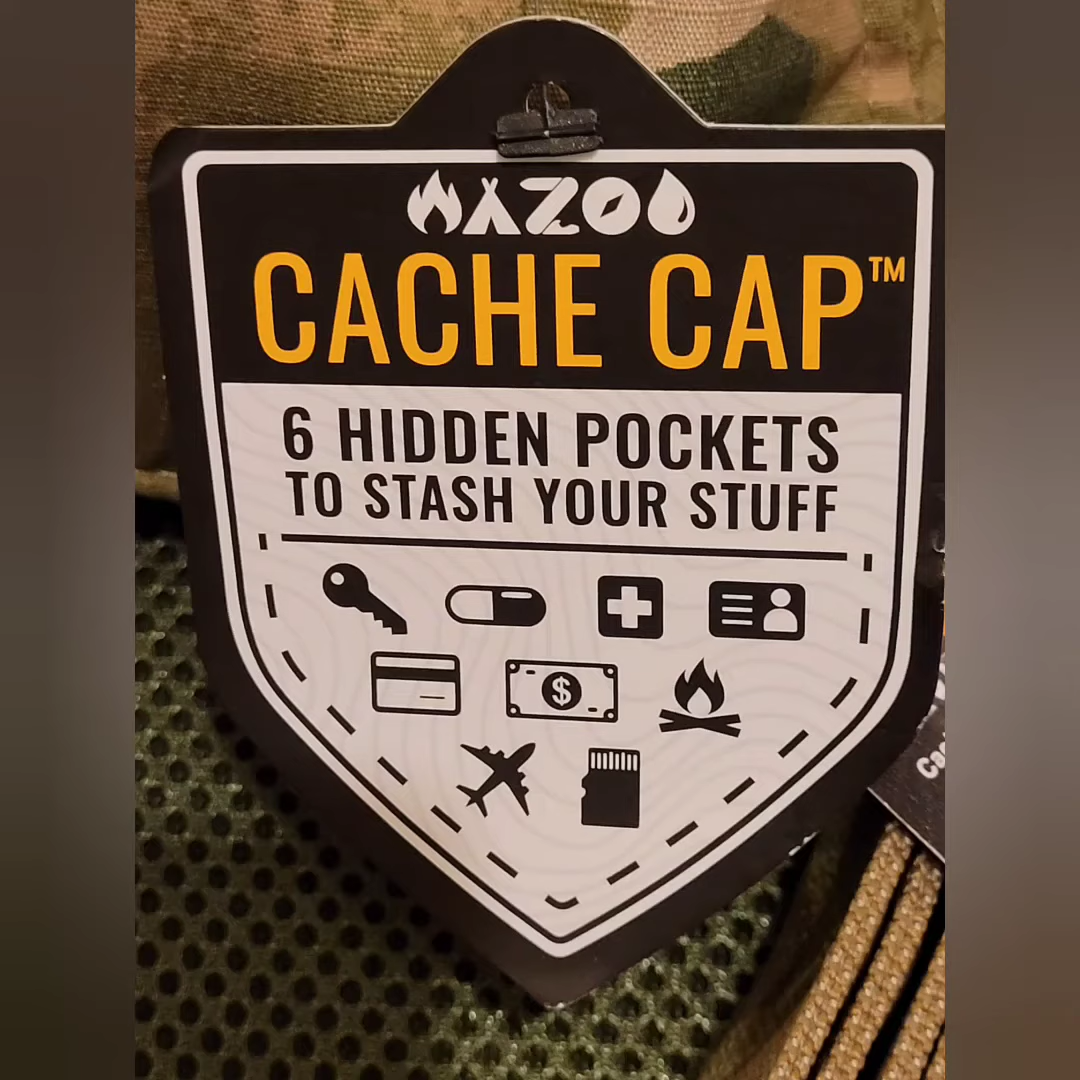 WAZOO
CACHE CAP™
6 HIDDEN POCKETS
TO STASH YOUR STUFF
$